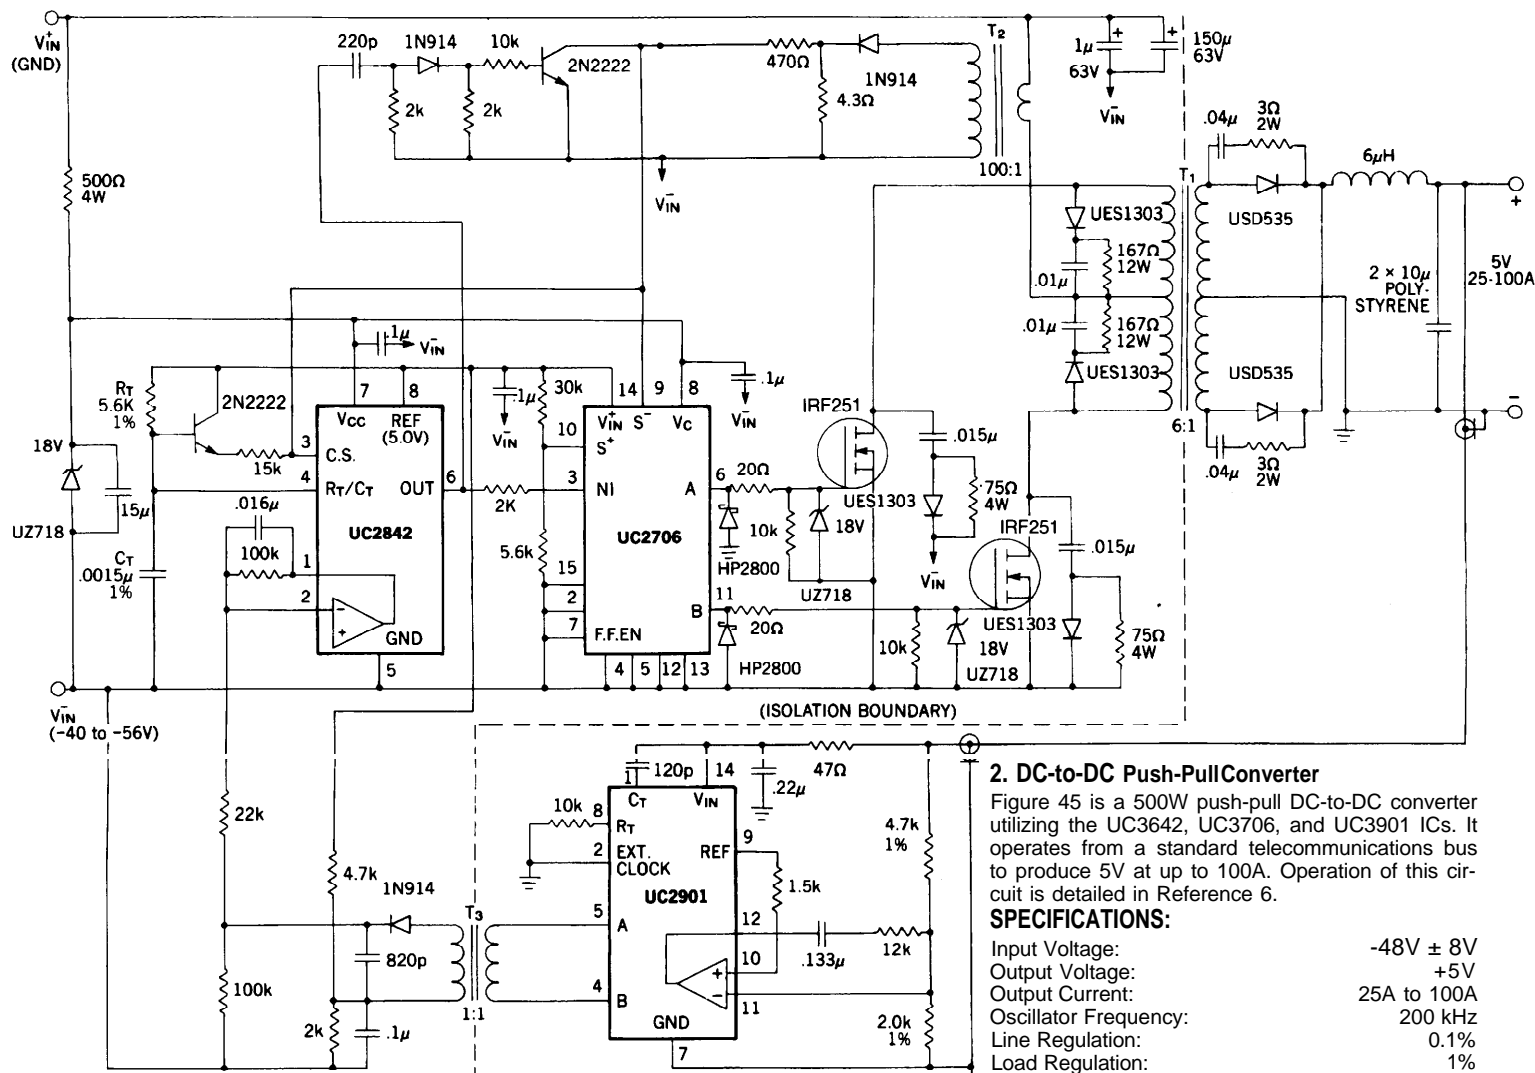 V+IN
(GND)
220p
1N914
10k
2N2222
2k
2k
470Ω
1N914
4.3Ω
T2
100:1
1µ
63V
150µ
63V
V-IN
V-IN
.04µ
3Ω
2W
6µH
T1
500Ω
4W
UES1303
167Ω
12W
.01µ
.01µ
167Ω
12W
UES1303
USD535
2 × 10µ
POLY-
STYRENE
5V
25-100A
+
−
USD535
6:1
.04µ
3Ω
2W
.1µ
V-IN
RT
5.6K
1%
2N2222
15k
7
8
VCC
REF
(5.0V)
3
C.S.
4
RT/CT
OUT
6
UC2842
1
2
−
+
GND
5
.1µ
V-IN
30k
14
9
8
V+IN
S−
VC
.1µ
V-IN
10
S+
3
NI
A
6
2K
UC2706
5.6k
15
2
7
F.F.EN
B
11
4
5
12
13
18V
15µ
UZ718
.016µ
100k
CT
.0015µ
1%
IRF251
20Ω
10k
18V
HP2800
UZ718
UES1303
.015µ
75Ω
4W
V-IN
IRF251
.015µ
20Ω
HP2800
10k
18V
UZ718
UES1303
75Ω
4W
V-IN
(-40 to -56V)
(ISOLATION BOUNDARY)
22k
4.7k
1N914
T3
820p
100k
2k
.1µ
1:1
120p
1
14
CT
VIN
.22µ
47Ω
10k
8
RT
2
EXT.
CLOCK
REF
9
UC2901
1.5k
4.7k
1%
5
A
12
.133µ
12k
10
+
−
11
4
B
GND
7
2.0k
1%
2. DC-to-DC Push-PullConverter
Figure 45 is a 500W push-pull DC-to-DC converter
utilizing the UC3642, UC3706, and UC3901 ICs. It
operates from a standard telecommunications bus
to produce 5V at up to 100A. Operation of this cir-
cuit is detailed in Reference 6.
SPECIFICATIONS:
Input Voltage: -48V ± 8V
Output Voltage: +5V
Output Current: 25A to 100A
Oscillator Frequency: 200 kHz
Line Regulation: 0.1%
Load Regulation: 1%